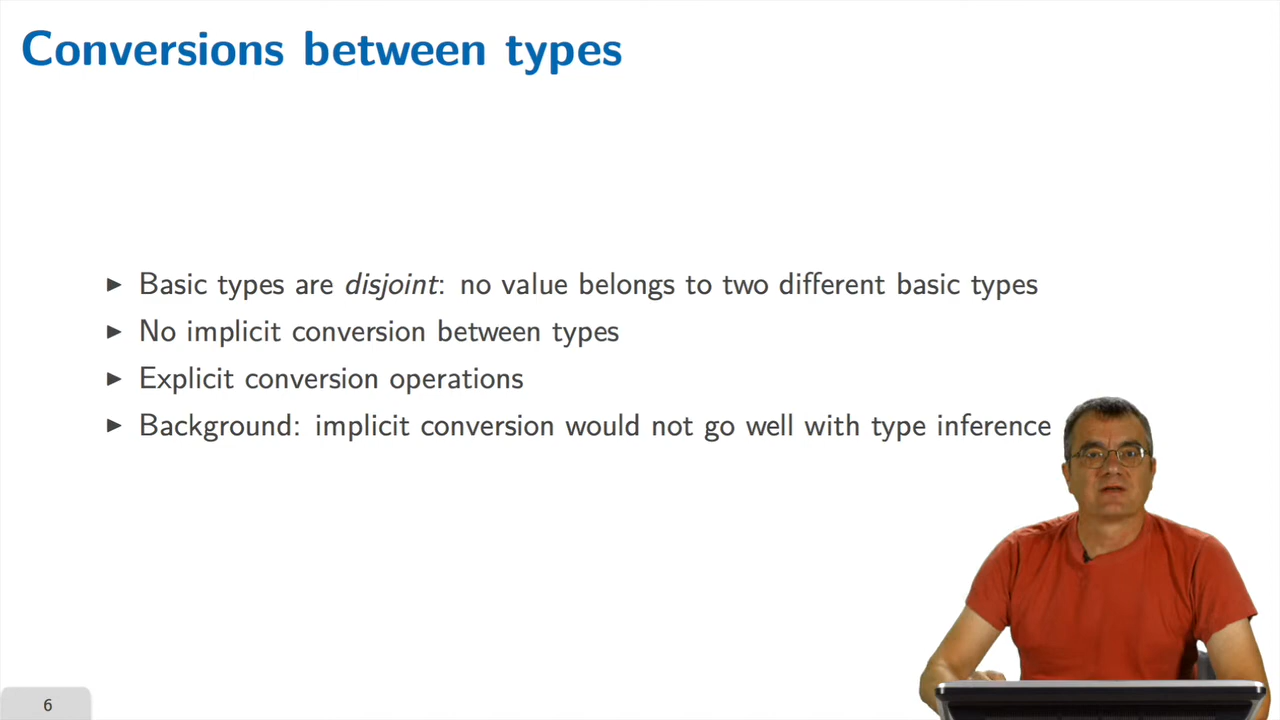 Conversions between types
▶ Basic types are disjoint: no value belongs to two different basic types
▶ No implicit conversion between types
▶ Explicit conversion operations
▶ Background: implicit conversion would not go well with type inference
6